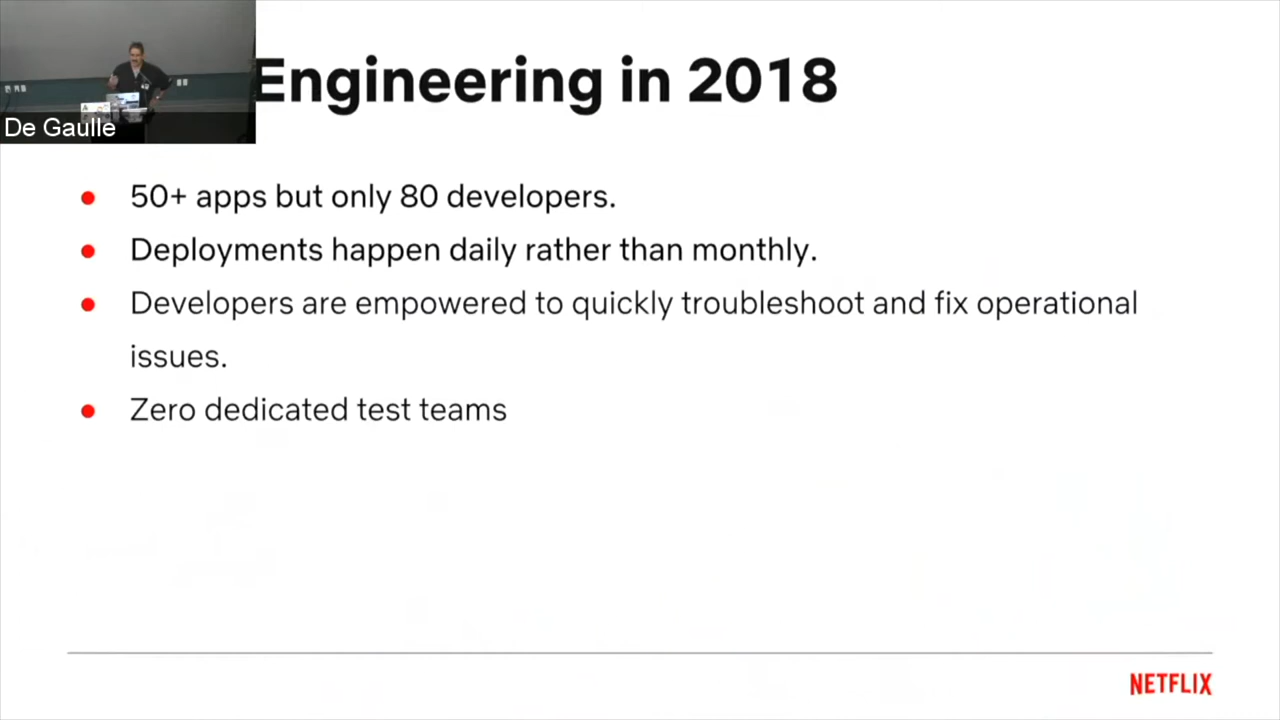 Engineering in 2018
De Gaulle
50+ apps but only 80 developers.
Deployments happen daily rather than monthly.
Developers are empowered to quickly troubleshoot and fix operational
issues.
Zero dedicated test teams
NETFLIX